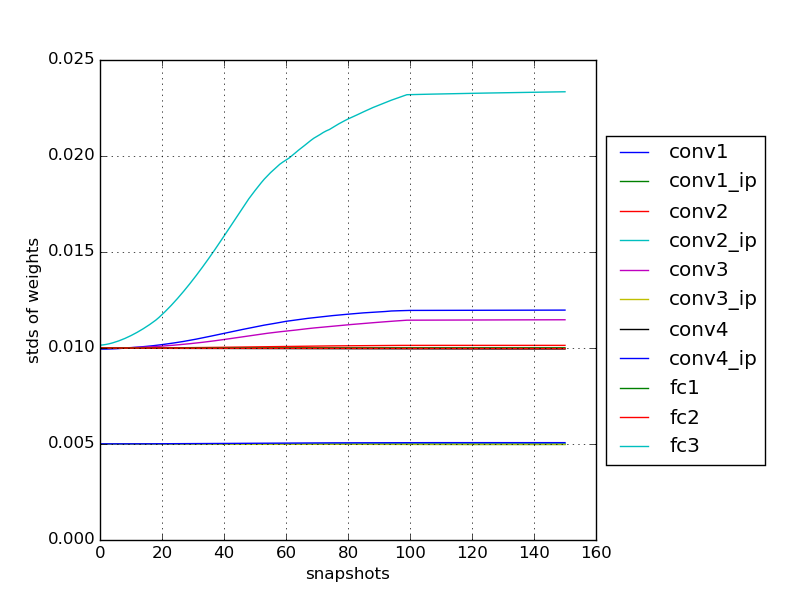 0.025
0.020
0.015
0.010
0.005
0.000
stds of weights
0 20 40 60 80 100 120 140 160
snapshots
conv1
conv1_ip
conv2
conv2_ip
conv3
conv3_ip
conv4
conv4_ip
fc1
fc2
fc3